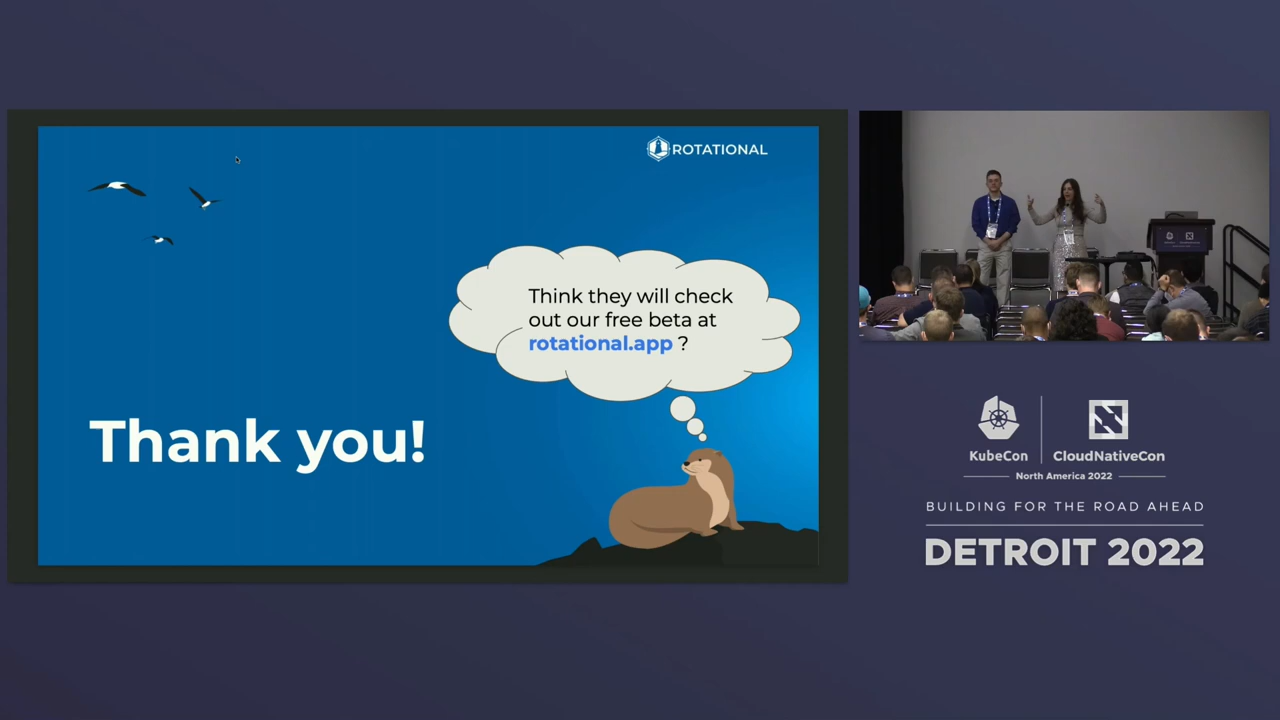 ROTATIONAL
Think they will check
out our free beta at
rotational.app ?
Thank you!
KubeCon
CloudNativeCon
North America 2022
BUILDING FOR THE ROAD AHEAD
DETROIT 2022